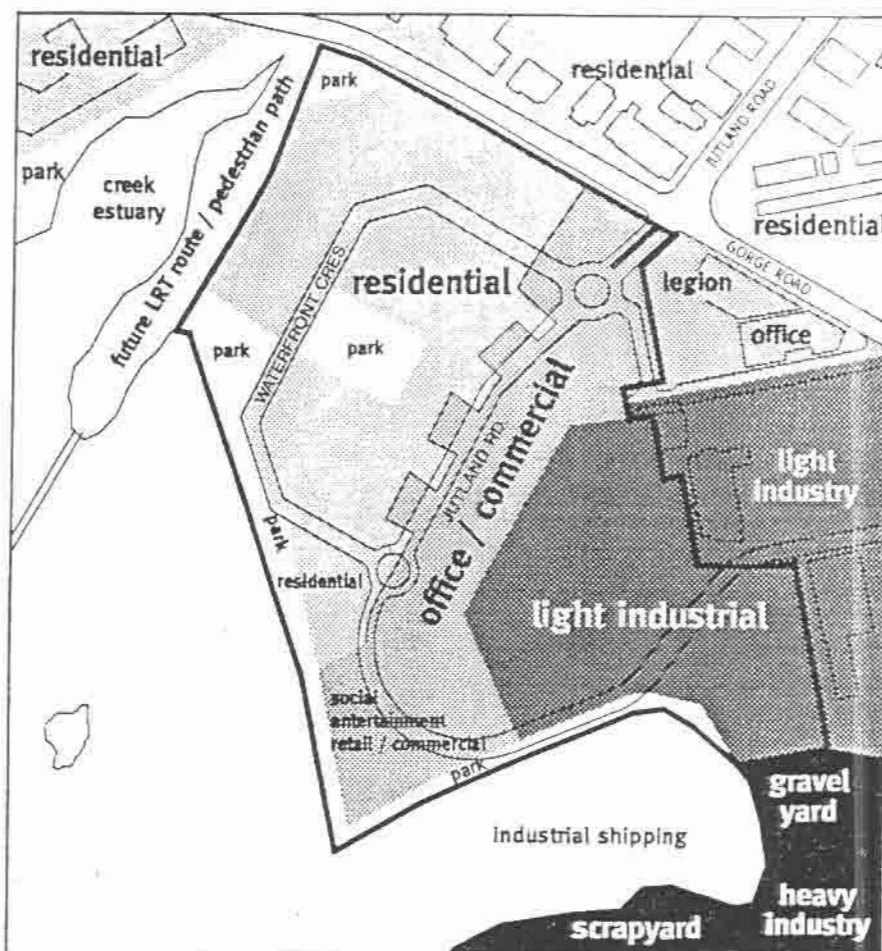 residential
park
residential
JUTLAND ROAD
park
creek
estuary
future LRT route / pedestrian path
residential
GORGE ROAD
legion
office
residential
WATERFRONT CRES.
park
park
JUTLAND RD.
office / commercial
light
industry
park
residential
light industrial
social
entertainment
retail / commercial
park
gravel
yard
industrial shipping
heavy
industry
scrapyard